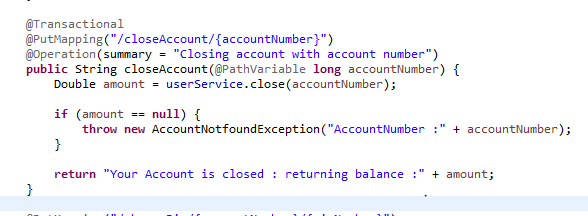 @Transactional
@PutMapping("/closeAccount/{accountNumber}")
@Operation(summary = "Closing account with account number")
public String closeAccount(@PathVariable long accountNumber) {
Double amount = userService.close(accountNumber);
if (amount == null) {
throw new AccountNotfoundException("AccountNumber :" + accountNumber);
}
return "Your Account is closed : returning balance :" + amount;
}